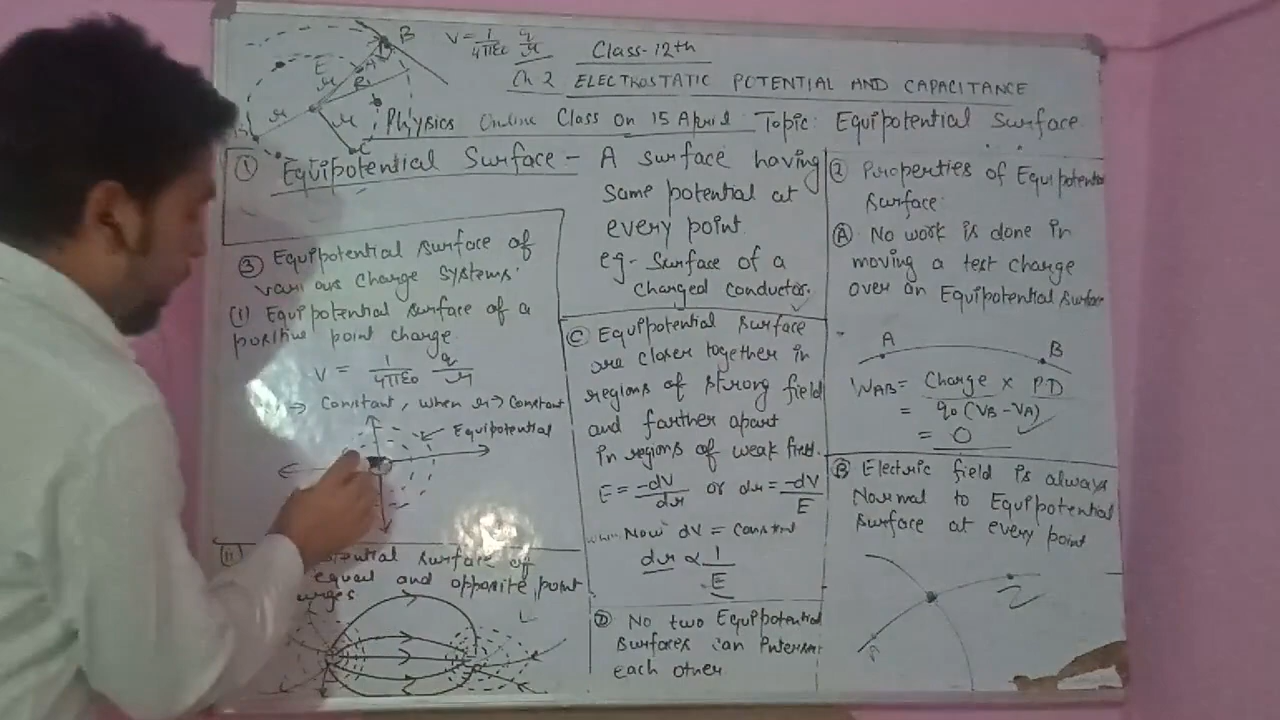 B
V = 1/4πε0 q/r
Class-12th
Ch 2 ELECTROSTATIC POTENTIAL AND CAPACITANCE
E
r
r
r
C
Physics Online Class on 15 April Topic: Equipotential Surface
① Equipotential Surface - A surface having
same potential at
every point.
eg- Surface of a
charged conductor.
② Properties of Equipotential
Surface:
Ⓐ No work is done in
moving a test charge
over an Equipotential Surface
A B
WAB = Charge × PD
= q0 (VB - VA)
= 0
Ⓑ Electric field is always
Normal to Equipotential
Surface at every point
Ⓒ Equipotential Surface
are closer together in
regions of strong field
and farther apart
in regions of weak field.
E = -dV/dr or dr = -dV/E
Now dV = constant
dr ∝ 1/E
Ⓓ No two Equipotential
Surfaces can intersect
each other
③ Equipotential Surface of
various charge systems:
(i) Equipotential surface of a
positive point charge.
V = 1/4πε0 q/r
→ Constant, when r → Constant
Equipotential
(ii) surface of
equal and opposite point